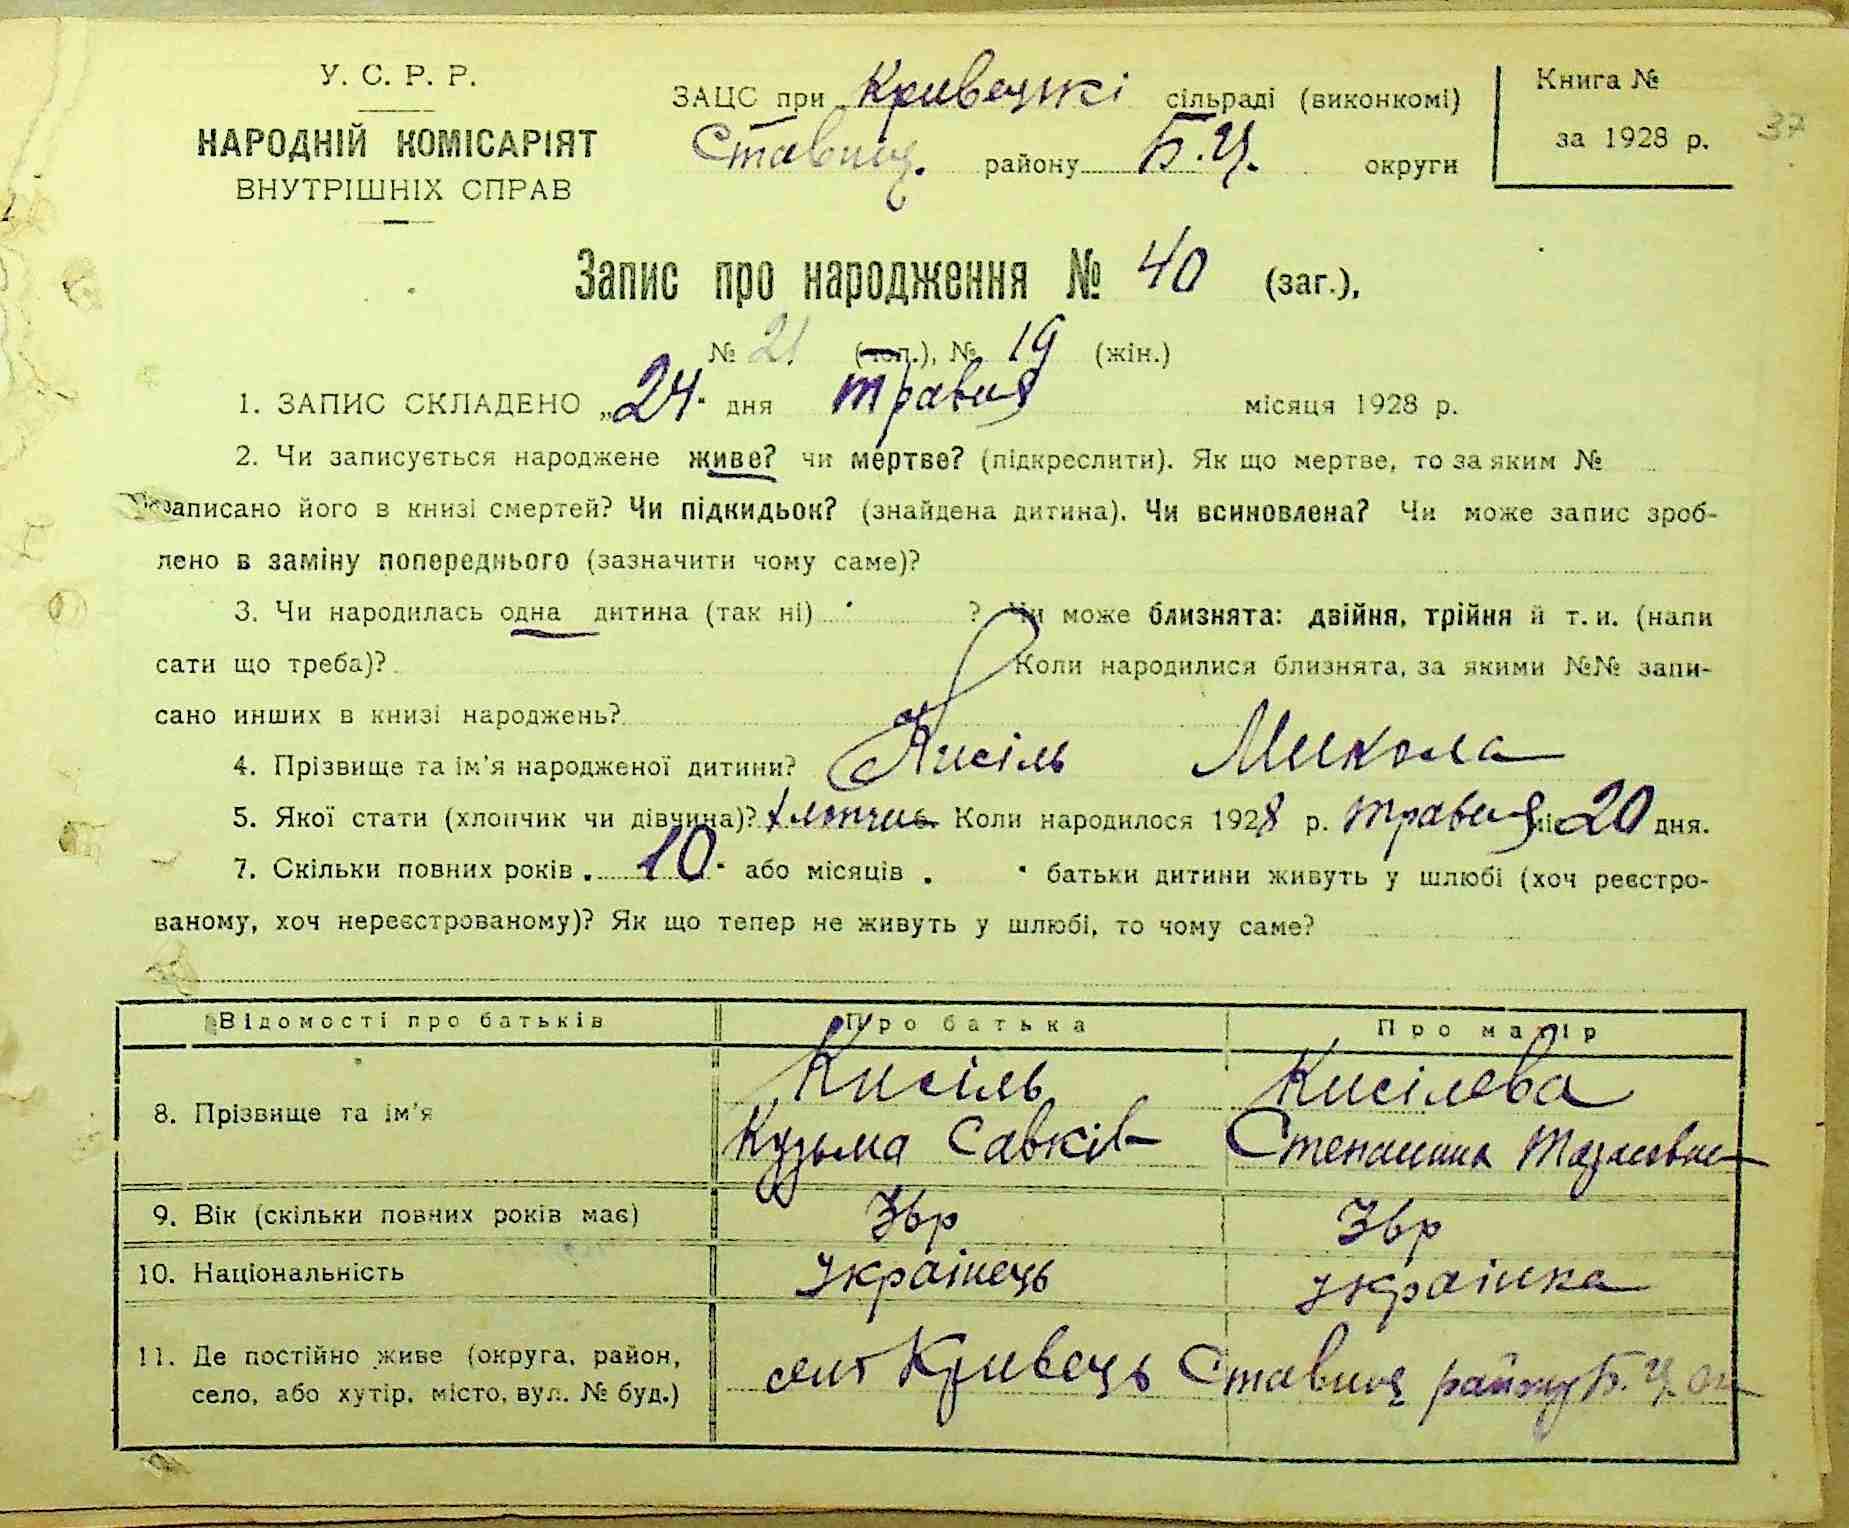 У. С. Р. Р.
НАРОДНІЙ КОМІСАРІЯТ
ВНУТРІШНІХ СПРАВ
ЗАЦС при Кривецькі сільраді (виконкомі)
Ставищ. району Б.Ц. округи
Книга №
за 1928 р.
37
Запис про народження № 40 (заг.),
№ 21 (чол.), № 19 (жін.)
1. ЗАПИС СКЛАДЕНО „24" дня травня місяця 1928 р.
2. Чи записується народжене живе? чи мертве? (підкреслити). Як що мертве, то за яким №
записано його в книзі смертей? Чи підкидьок? (знайдена дитина). Чи всиновлена? Чи може запис зроб-
лено в заміну попереднього (зазначити чому саме)?
3. Чи народилась одна дитина (так ні) ? Чи може близнята: двійня, трійня й т. и. (напи
сати що треба)? Коли народилися близнята, за якими №№ запи-
сано инших в книзі народжень?
4. Прізвище та ім'я народженої дитини? Кисіль Микола
5. Якої стати (хлопчик чи дівчина)? хлопчик 6. Коли народилося 1928 р. травня 20 дня.
7. Скільки повних років 10 або місяців батьки дитини живуть у шлюбі (хоч реєстро-
ваному, хоч нереєстрованому)? Як що тепер не живуть у шлюбі, то чому саме?
Відомості про батьків Про батька Про матір
8. Прізвище та ім'я
Кисіль
Кузьма Савків
Кисілева
Степанина
9. Вік (скільки повних років має) 36р 36р
10. Національність українець українка
11. Де постійно живе (округа, район,
село, або хутір, місто, вул. № буд.)
село Кривець Ставищ району Б.Ц. ок